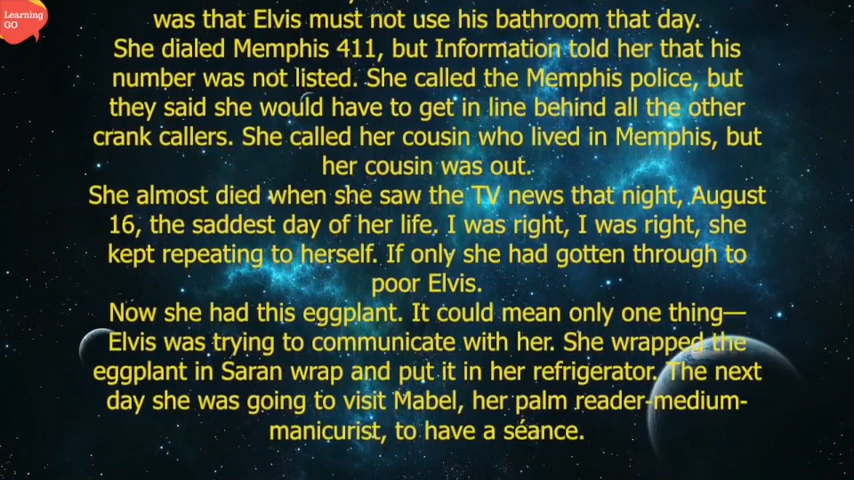 Learning
GO
was that Elvis must not use his bathroom that day.
She dialed Memphis 411, but Information told her that his
number was not listed. She called the Memphis police, but
they said she would have to get in line behind all the other
crank callers. She called her cousin who lived in Memphis, but
her cousin was out.
She almost died when she saw the TV news that night, August
16, the saddest day of her life. I was right, I was right, she
kept repeating to herself. If only she had gotten through to
poor Elvis.
Now she had this eggplant. It could mean only one thing—
Elvis was trying to communicate with her. She wrapped the
eggplant in Saran wrap and put it in her refrigerator. The next
day she was going to visit Mabel, her palm reader-medium-
manicurist, to have a séance.